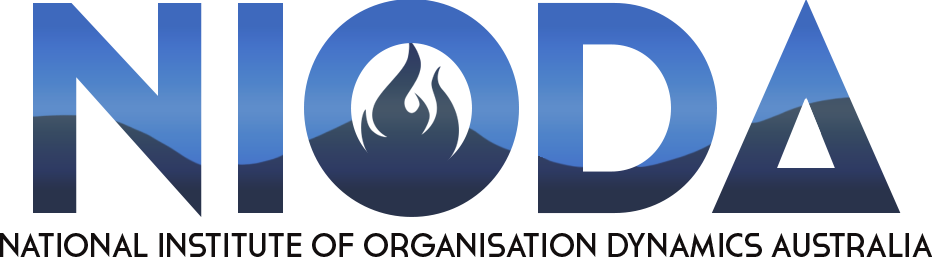 NIODA
NATIONAL INSTITUTE OF ORGANISATION DYNAMICS AUSTRALIA